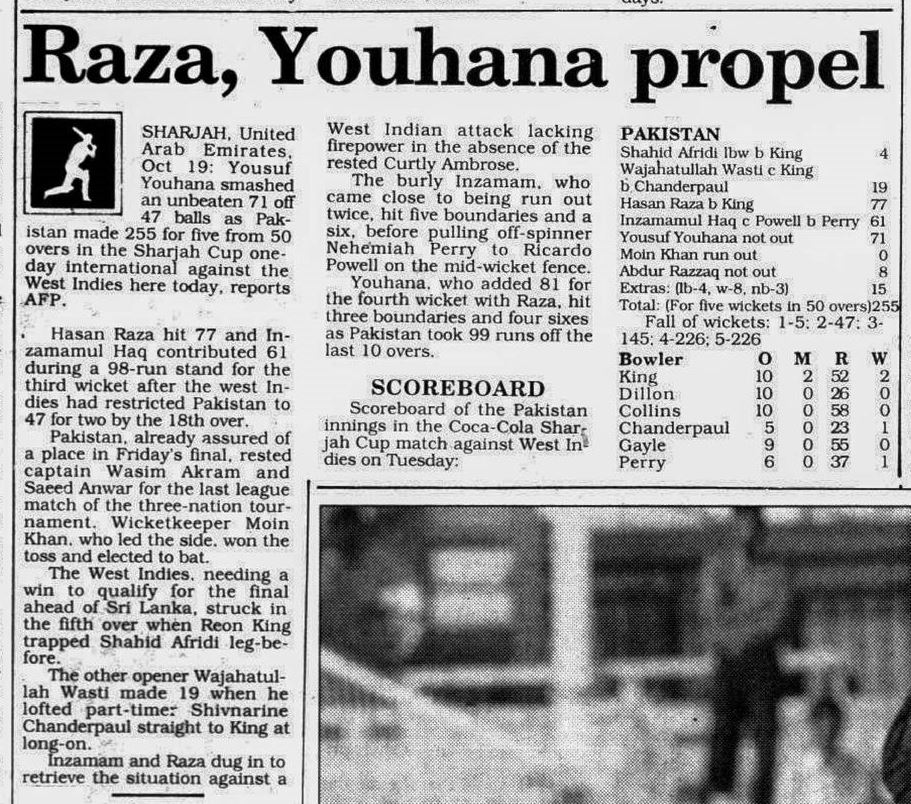 days.
Raza, Youhana propel
SHARJAH, United
Arab Emirates,
Oct 19: Yousuf
Youhana smashed
an unbeaten 71 off
47 balls as Pak-
istan made 255 for five from 50
overs in the Sharjah Cup one-
day international against the
West Indies here today, reports
AFP.
Hasan Raza hit 77 and In-
zamamul Haq contributed 61
during a 98-run stand for the
third wicket after the west In-
dies had restricted Pakistan to
47 for two by the 18th over.
Pakistan, already assured of
a place in Friday's final, rested
captain Wasim Akram and
Saeed Anwar for the last league
match of the three-nation tour-
nament. Wicketkeeper Moin
Khan, who led the side, won the
toss and elected to bat.
The West Indies, needing a
win to qualify for the final
ahead of Sri Lanka, struck in
the fifth over when Reon King
trapped Shahid Afridi leg-be-
fore.
The other opener Wajahatul-
lah Wasti made 19 when he
lofted part-timer Shivnarine
Chanderpaul straight to King at
long-on.
Inzamam and Raza dug in to
retrieve the situation against a
West Indian attack lacking
firepower in the absence of the
rested Curtly Ambrose.
The burly Inzamam, who
came close to being run out
twice, hit five boundaries and a
six, before pulling off-spinner
Nehemiah Perry to Ricardo
Powell on the mid-wicket fence.
Youhana, who added 81 for
the fourth wicket with Raza, hit
three boundaries and four sixes
as Pakistan took 99 runs off the
last 10 overs.
SCOREBOARD
Scoreboard of the Pakistan
innings in the Coca-Cola Shar-
jah Cup match against West In-
dies on Tuesday:
PAKISTAN
Shahid Afridi lbw b King 4
Wajahatullah Wasti c King
b Chanderpaul 19
Hasan Raza b King 77
Inzamamul Haq c Powell b Perry 61
Yousuf Youhana not out 71
Moin Khan run out 0
Abdur Razzaq not out 8
Extras: (lb-4, w-8, nb-3) 15
Total: (For five wickets in 50 overs)255
Fall of wickets: 1-5; 2-47; 3-
145; 4-226; 5-226
Bowler O M R W
King 10 2 52 2
Dillon 10 0 26 0
Collins 10 0 58 0
Chanderpaul 5 0 23 1
Gayle 9 0 55 0
Perry 6 0 37 1